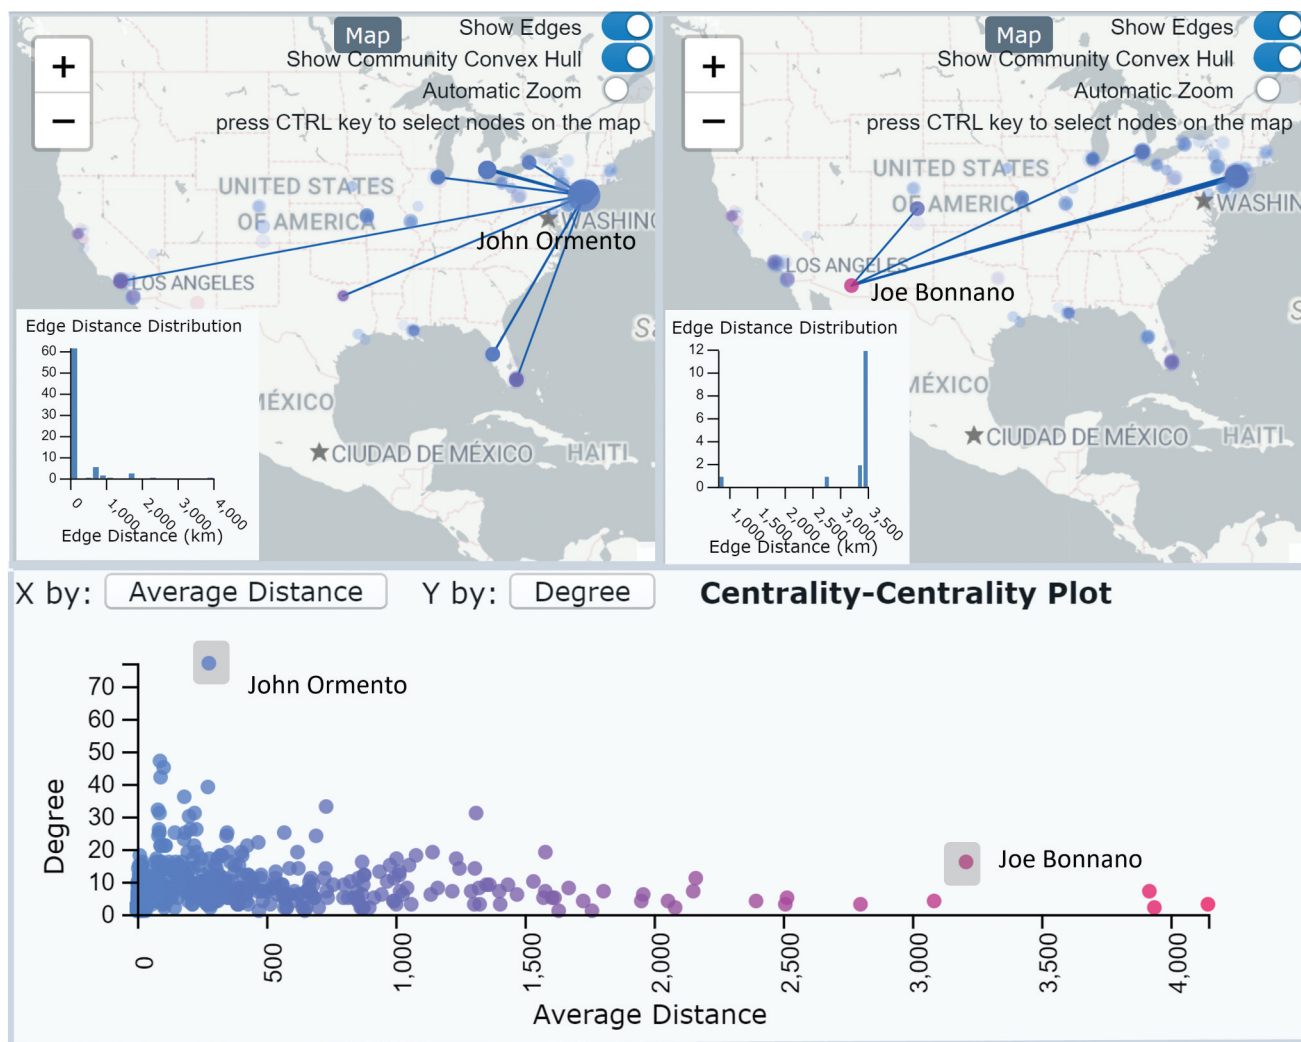 Map
Show Edges
Show Community Convex Hull
Automatic Zoom
press CTRL key to select nodes on the map
+
−
UNITED STATES
OF AMERICA
WASHIN
John Ormento
LOS ANGELES
Edge Distance Distribution
60
50
40
30
20
10
0
0
1,000
2,000
3,000
4,000
Edge Distance (km)
MÉXICO
CIUDAD DE MÉXICO
HAITI
Map
Show Edges
Show Community Convex Hull
Automatic Zoom
press CTRL key to select nodes on the map
+
−
UNITED STATES
OF AMERICA
WASHIN
LOS ANGELES
Joe Bonnano
Edge Distance Distribution
12
10
8
6
4
2
0
1,000
1,500
2,000
2,500
3,000
3,500
Edge Distance (km)
MÉXICO
CIUDAD DE MÉXICO
HAITI
X by: Average Distance Y by: Degree Centrality-Centrality Plot
John Ormento
Joe Bonnano
Degree
70
60
50
40
30
20
10
0
0
500
1,000
1,500
2,000
2,500
3,000
3,500
4,000
Average Distance